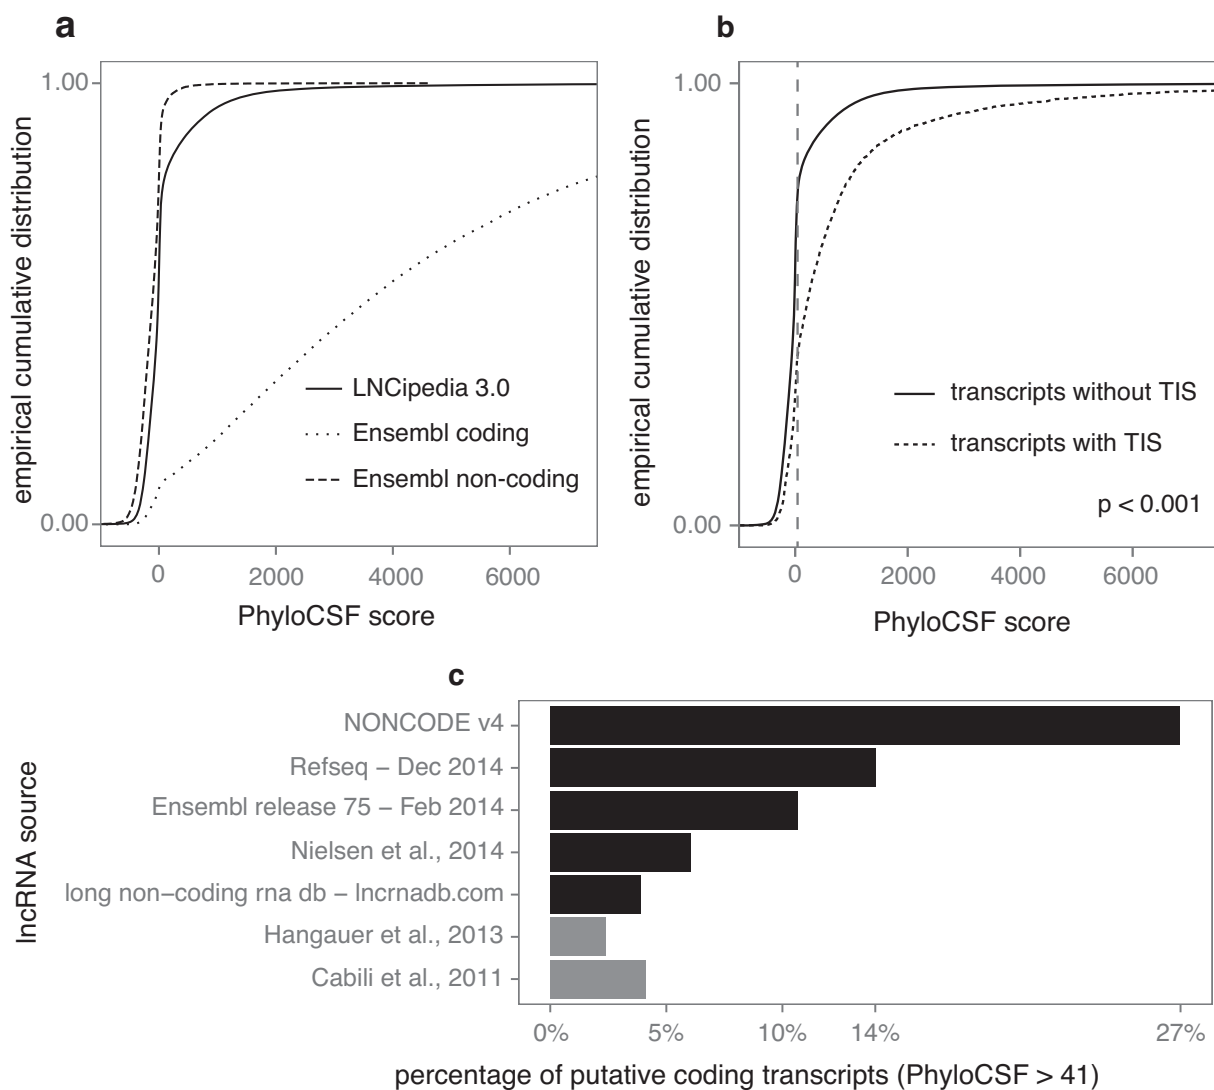 a
1.00
0.00
empirical cumulative distribution
LNCipedia 3.0
Ensembl coding
Ensembl non-coding
0 2000 4000 6000
PhyloCSF score
b
1.00
0.00
empirical cumulative distribution
transcripts without TIS
transcripts with TIS
p < 0.001
0 2000 4000 6000
PhyloCSF score
c
lncRNA source
NONCODE v4
Refseq − Dec 2014
Ensembl release 75 − Feb 2014
Nielsen et al., 2014
long non−coding rna db − lncrnadb.com
Hangauer et al., 2013
Cabili et al., 2011
0% 5% 10% 14% 27%
percentage of putative coding transcripts (PhyloCSF > 41)